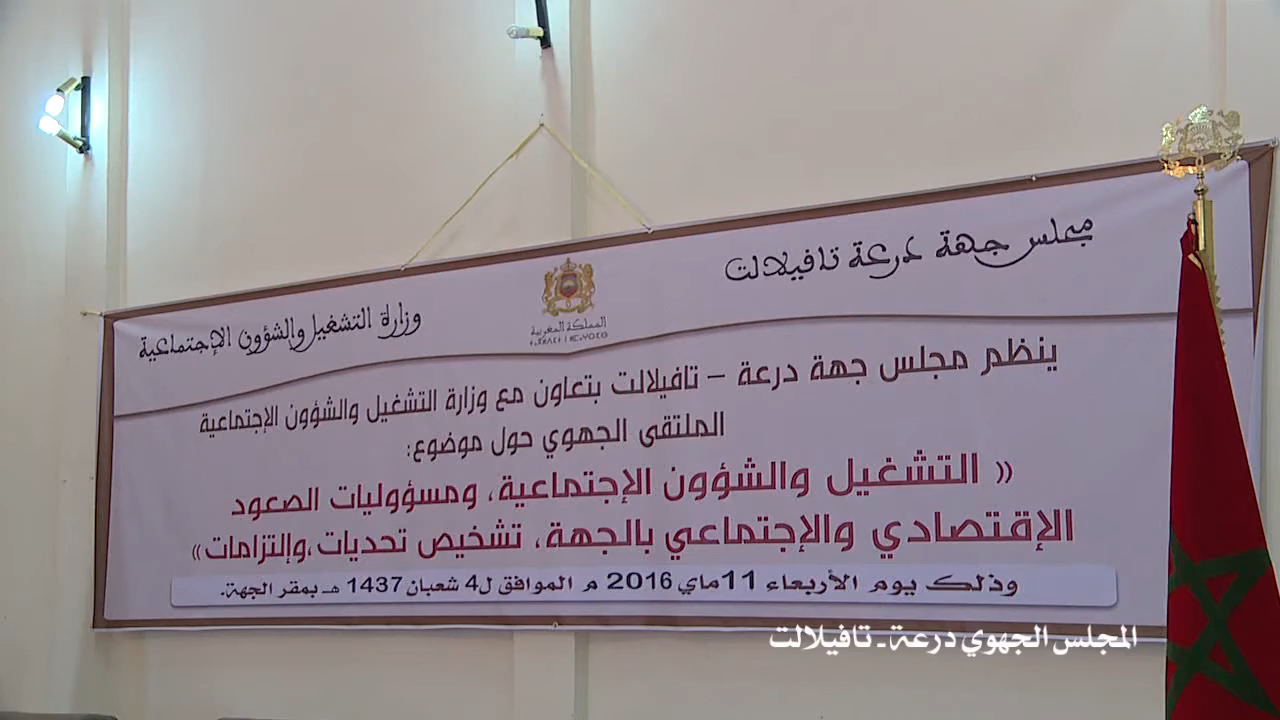 مجلس جهة درعة تافيلالت
المملكة المغربية
وزارة التشغيل والشؤون الإجتماعية
ينظم مجلس جهة درعة – تافيلالت بتعاون مع وزارة التشغيل والشؤون الإجتماعية
الملتقى الجهوي حول موضوع:
« التشغيل والشؤون الإجتماعية، ومسؤوليات الصعود
الإقتصادي والإجتماعي بالجهة، تشخيص تحديات،وإلتزامات»
وذلك يوم الأربعاء 11ماي 2016 م الموافق ل4 شعبان 1437 هـ بمقر الجهة.
المجلس الجهوي درعة ـ تافيلالت